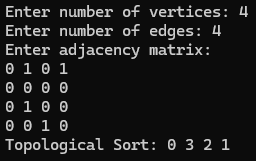 Enter number of vertices: 4
Enter number of edges: 4
Enter adjacency matrix:
0 1 0 1
0 0 0 0
0 1 0 0
0 0 1 0
Topological Sort: 0 3 2 1